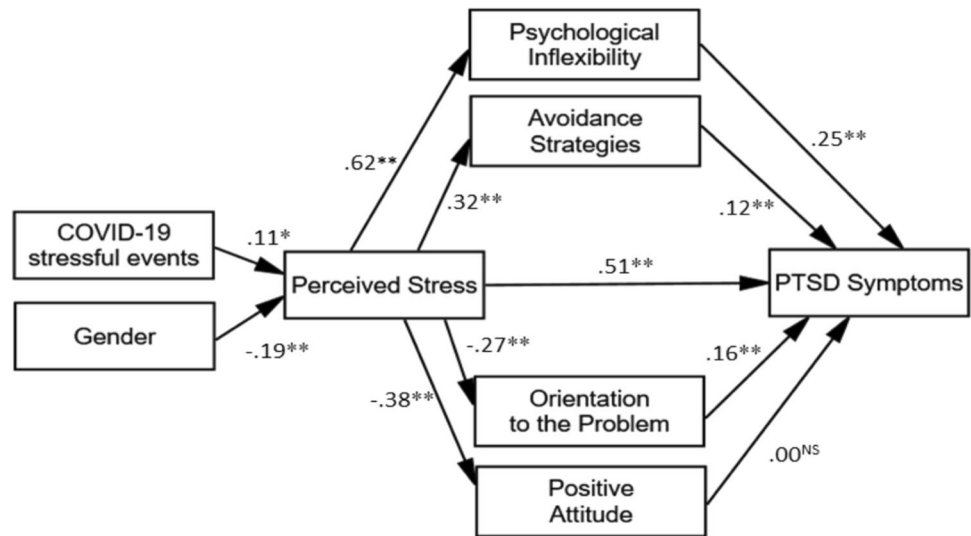 Psychological
Inflexibility
Avoidance
Strategies
.62**
.25**
.32**
.12**
COVID-19
stressful events
.11*
Perceived Stress
.51**
PTSD Symptoms
Gender
-.19**
-.27**
.16**
-.38**
Orientation
to the Problem
.00NS
Positive
Attitude